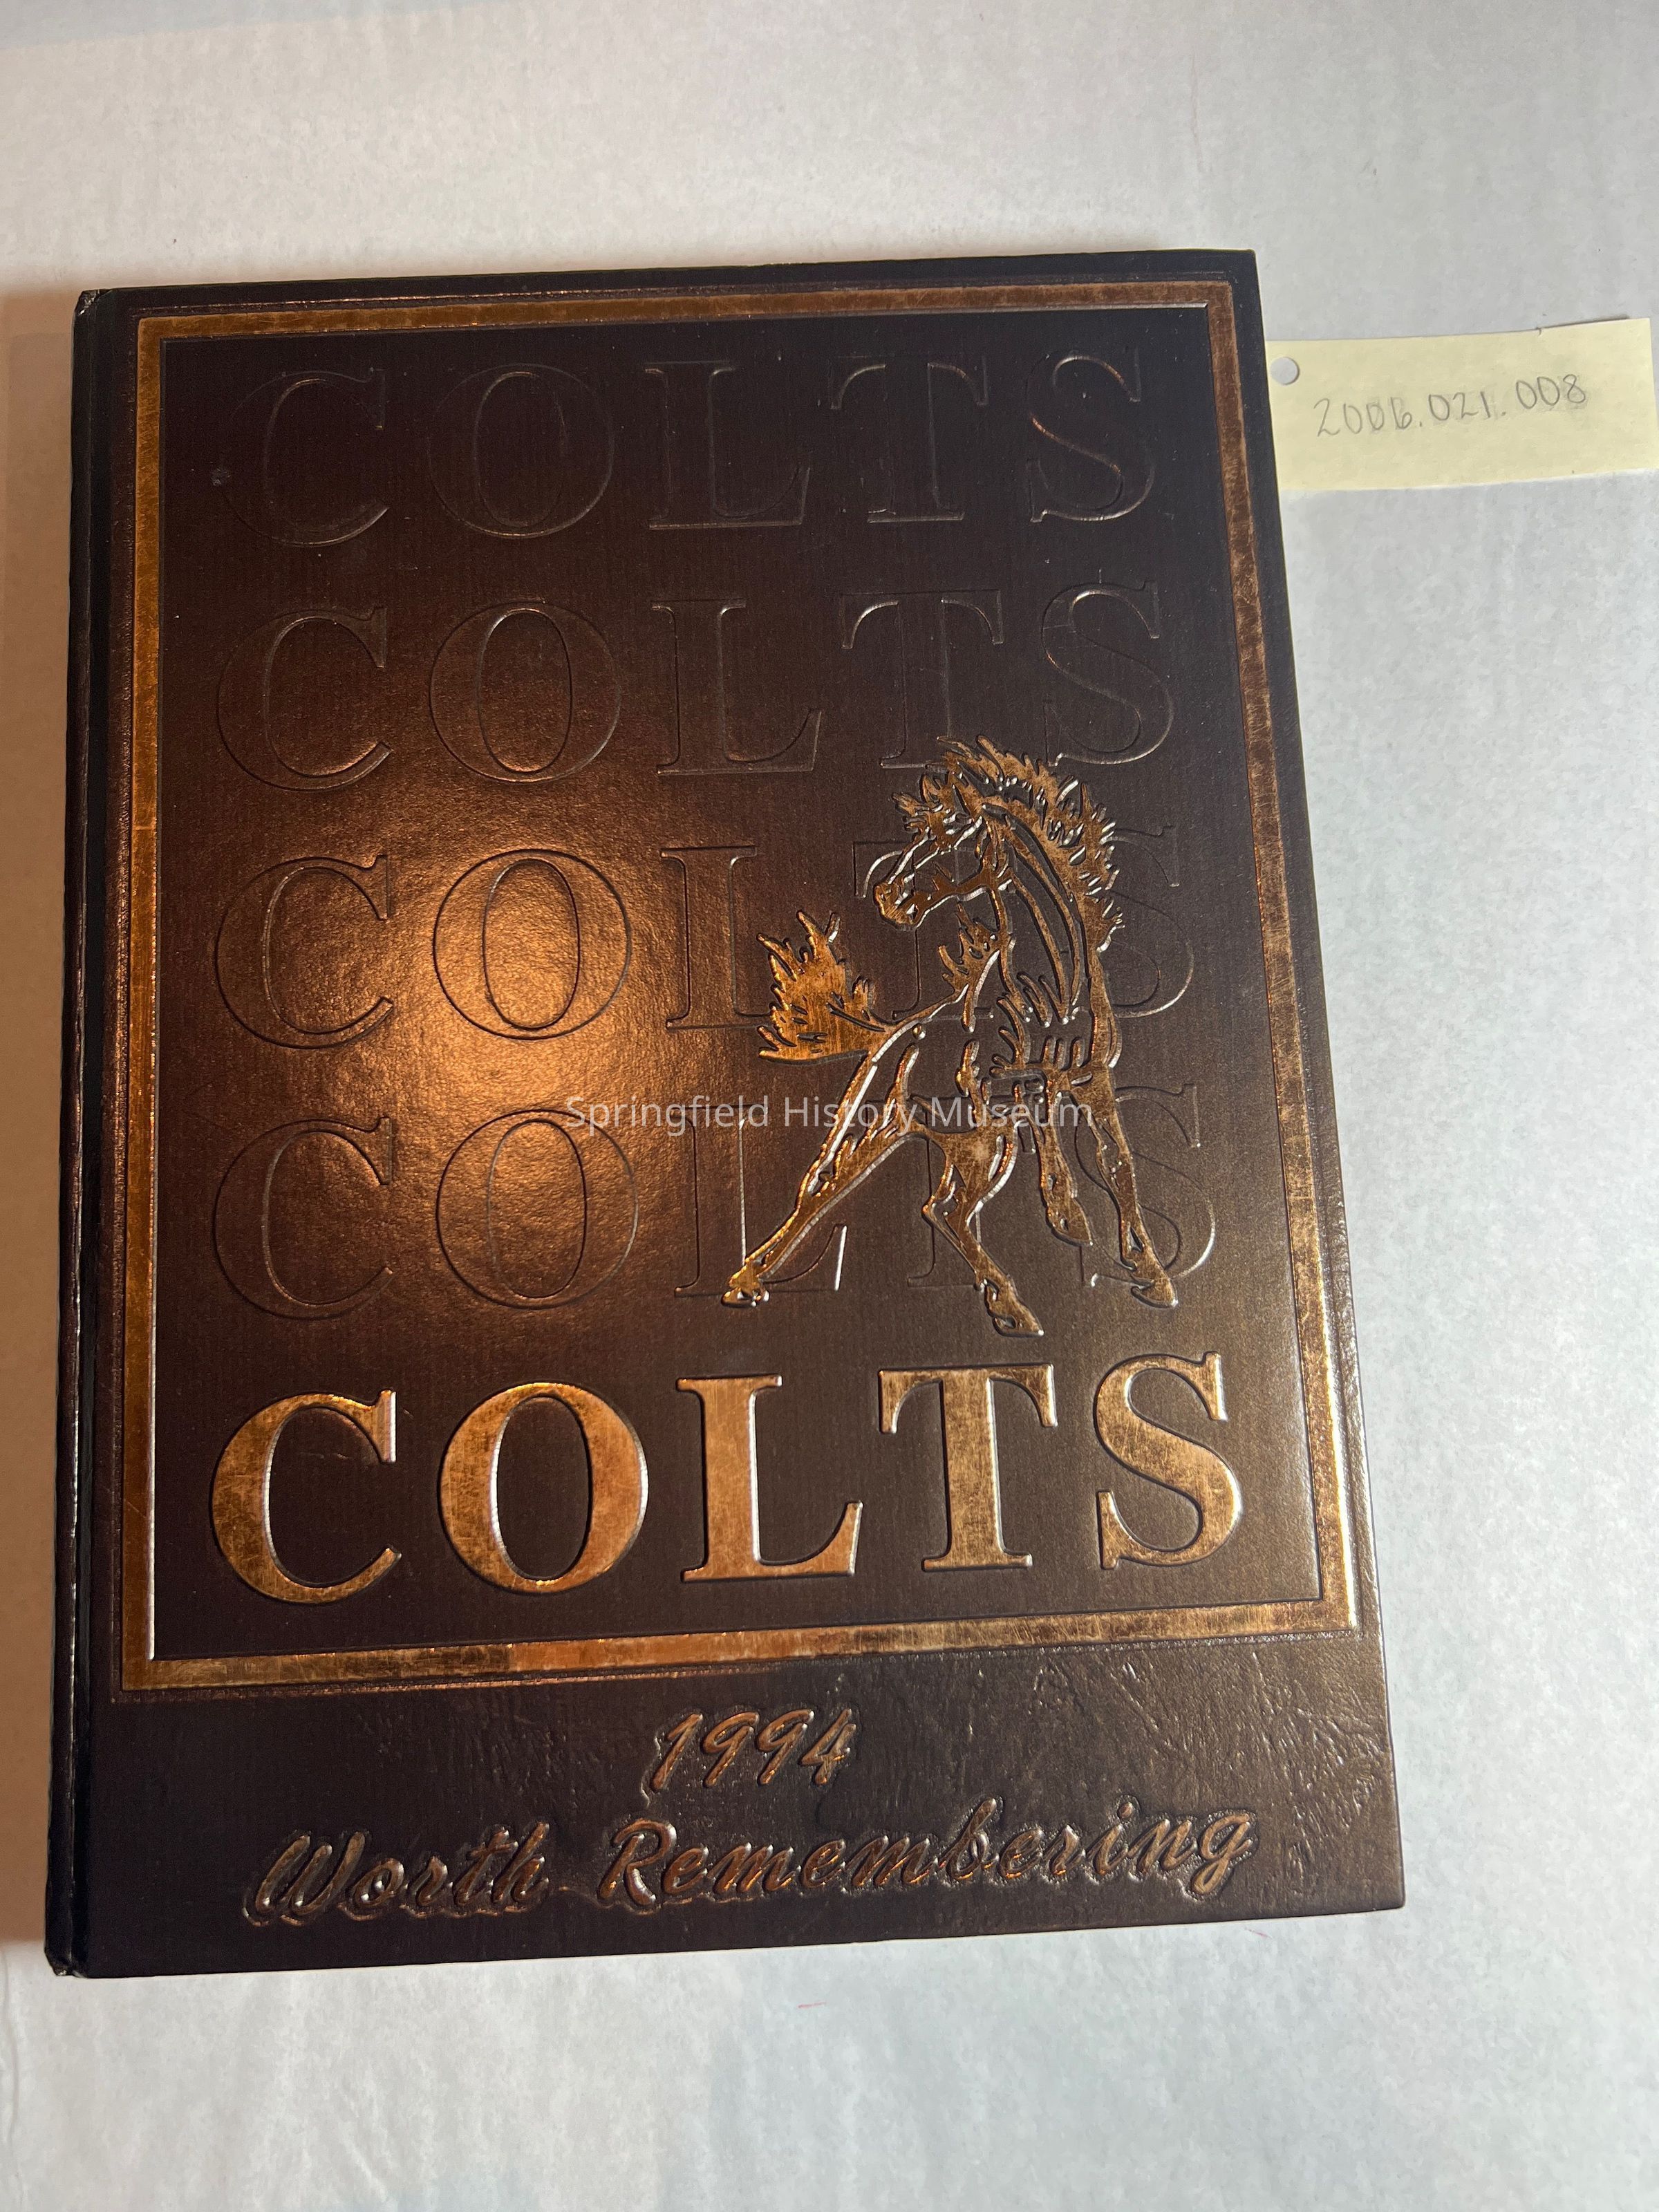 COLTS
2006.021.008
COLTS
COLTS
COLTS
Springfield History Museum
COLTS
1994
Worth Remembering